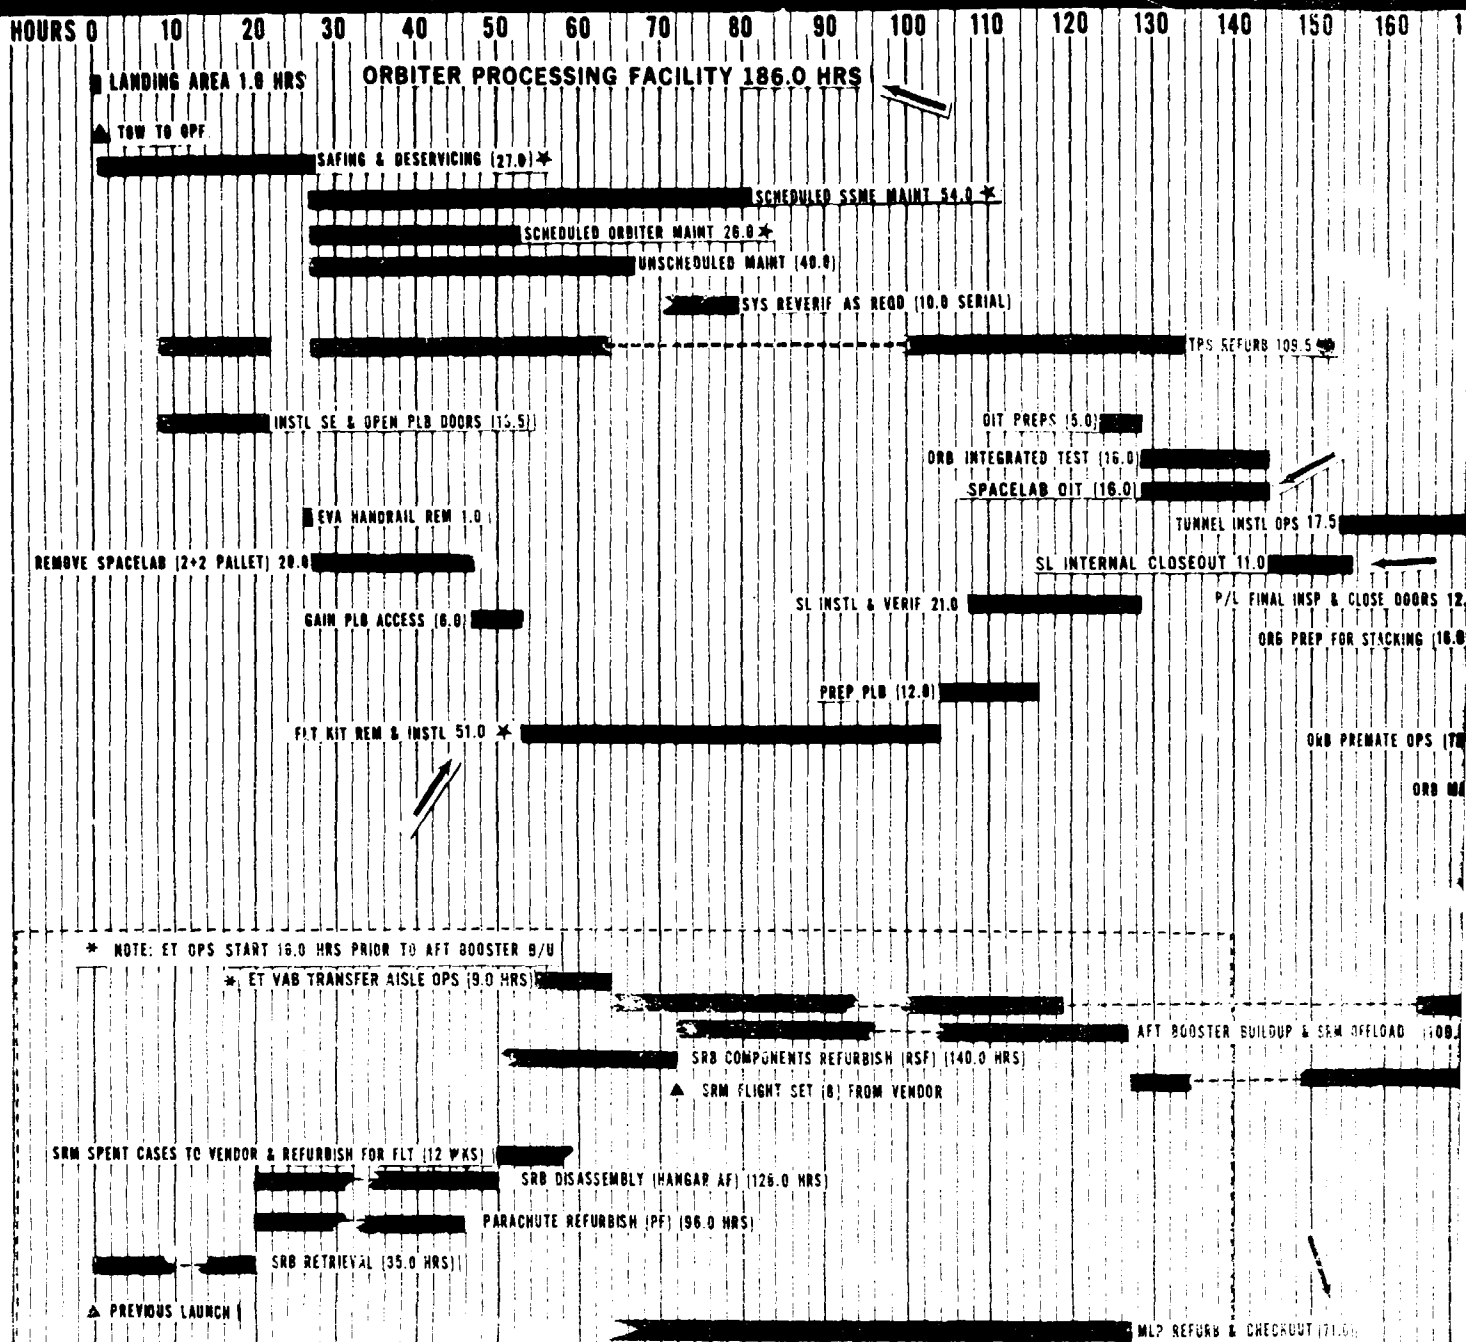 HOURS 0 10 20 30 40 50 60 70 80 90 100 110 120 130 140 150 160
LANDING AREA 1.0 HRS
ORBITER PROCESSING FACILITY 186.0 HRS
TOW TO OPF
SAFING & DESERVICING (27.0)
SCHEDULED SSME MAINT 54.0
SCHEDULED ORBITER MAINT 26.0
UNSCHEDULED MAINT (40.0)
SYS REVERIF AS REQD (10.0 SERIAL)
TPS REFURB 109.5
INSTL SE & OPEN PLB DOORS (13.5)
OIT PREPS (5.0)
ORB INTEGRATED TEST (16.0)
SPACELAB OIT (16.0)
EVA HANDRAIL REM 1.0
TUNNEL INSTL OPS 17.5
REMOVE SPACELAB (2+2 PALLET) 20.0
SL INTERNAL CLOSEOUT 11.0
SL INSTL & VERIF 21.0
P/L FINAL INSP & CLOSE DOORS 12.
GAIN PLB ACCESS (6.0)
ORB PREP FOR STACKING (16.0
PREP PLB (12.0)
FLT KIT REM & INSTL 51.0
ORB PREMATE OPS
ORB
* NOTE: ET OPS START 16.0 HRS PRIOR TO AFT BOOSTER B/U
* ET VAB TRANSFER AISLE OPS (9.0 HRS)
AFT BOOSTER BUILDUP & SRM OFFLOAD
SRB COMPONENTS REFURBISH (RSF) (140.0 HRS)
SRM FLIGHT SET (8) FROM VENDOR
SRM SPENT CASES TO VENDOR & REFURBISH FOR FLT (12 WKS)
SRB DISASSEMBLY (HANGAR AF) (126.0 HRS)
PARACHUTE REFURBISH (PF) (96.0 HRS)
SRB RETRIEVAL (35.0 HRS)
PREVIOUS LAUNCH
MLP REFURB & CHECKOUT